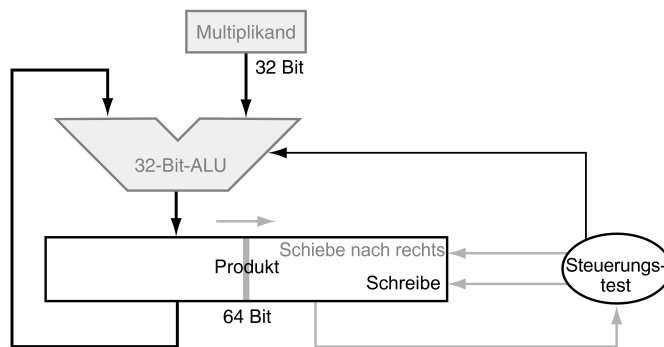 Multiplikand
32 Bit
32-Bit-ALU
Schiebe nach rechts
Produkt
Schreibe
Steuerungs-
test
64 Bit